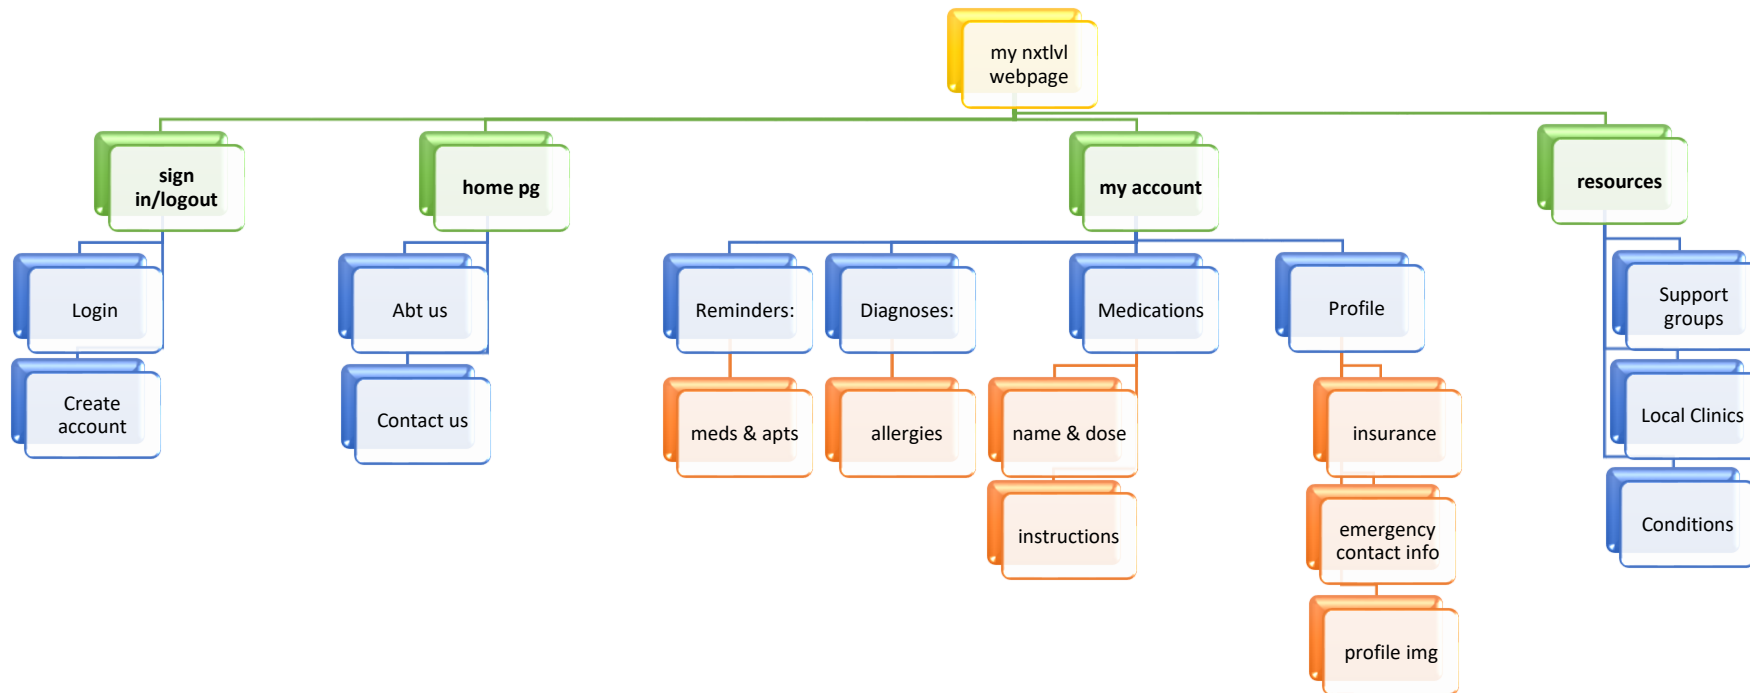 my nxtlvl
webpage
sign
in/logout
home pg
my account
resources
Login
Create
account
Abt us
Contact us
Reminders:
meds & apts
Diagnoses:
allergies
Medications
name & dose
instructions
Profile
insurance
emergency
contact info
profile img
Support
groups
Local Clinics
Conditions